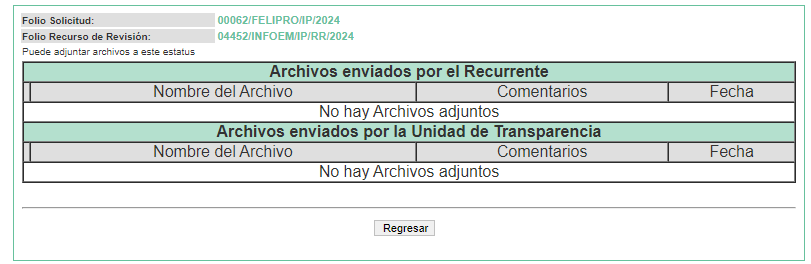 Folio Solicitud: 00062/FELIPRO/IP/2024
Folio Recurso de Revisión: 04452/INFOEM/IP/RR/2024
Puede adjuntar archivos a este estatus
Archivos enviados por el Recurrente
Nombre del Archivo Comentarios Fecha
No hay Archivos adjuntos
Archivos enviados por la Unidad de Transparencia
Nombre del Archivo Comentarios Fecha
No hay Archivos adjuntos
Regresar